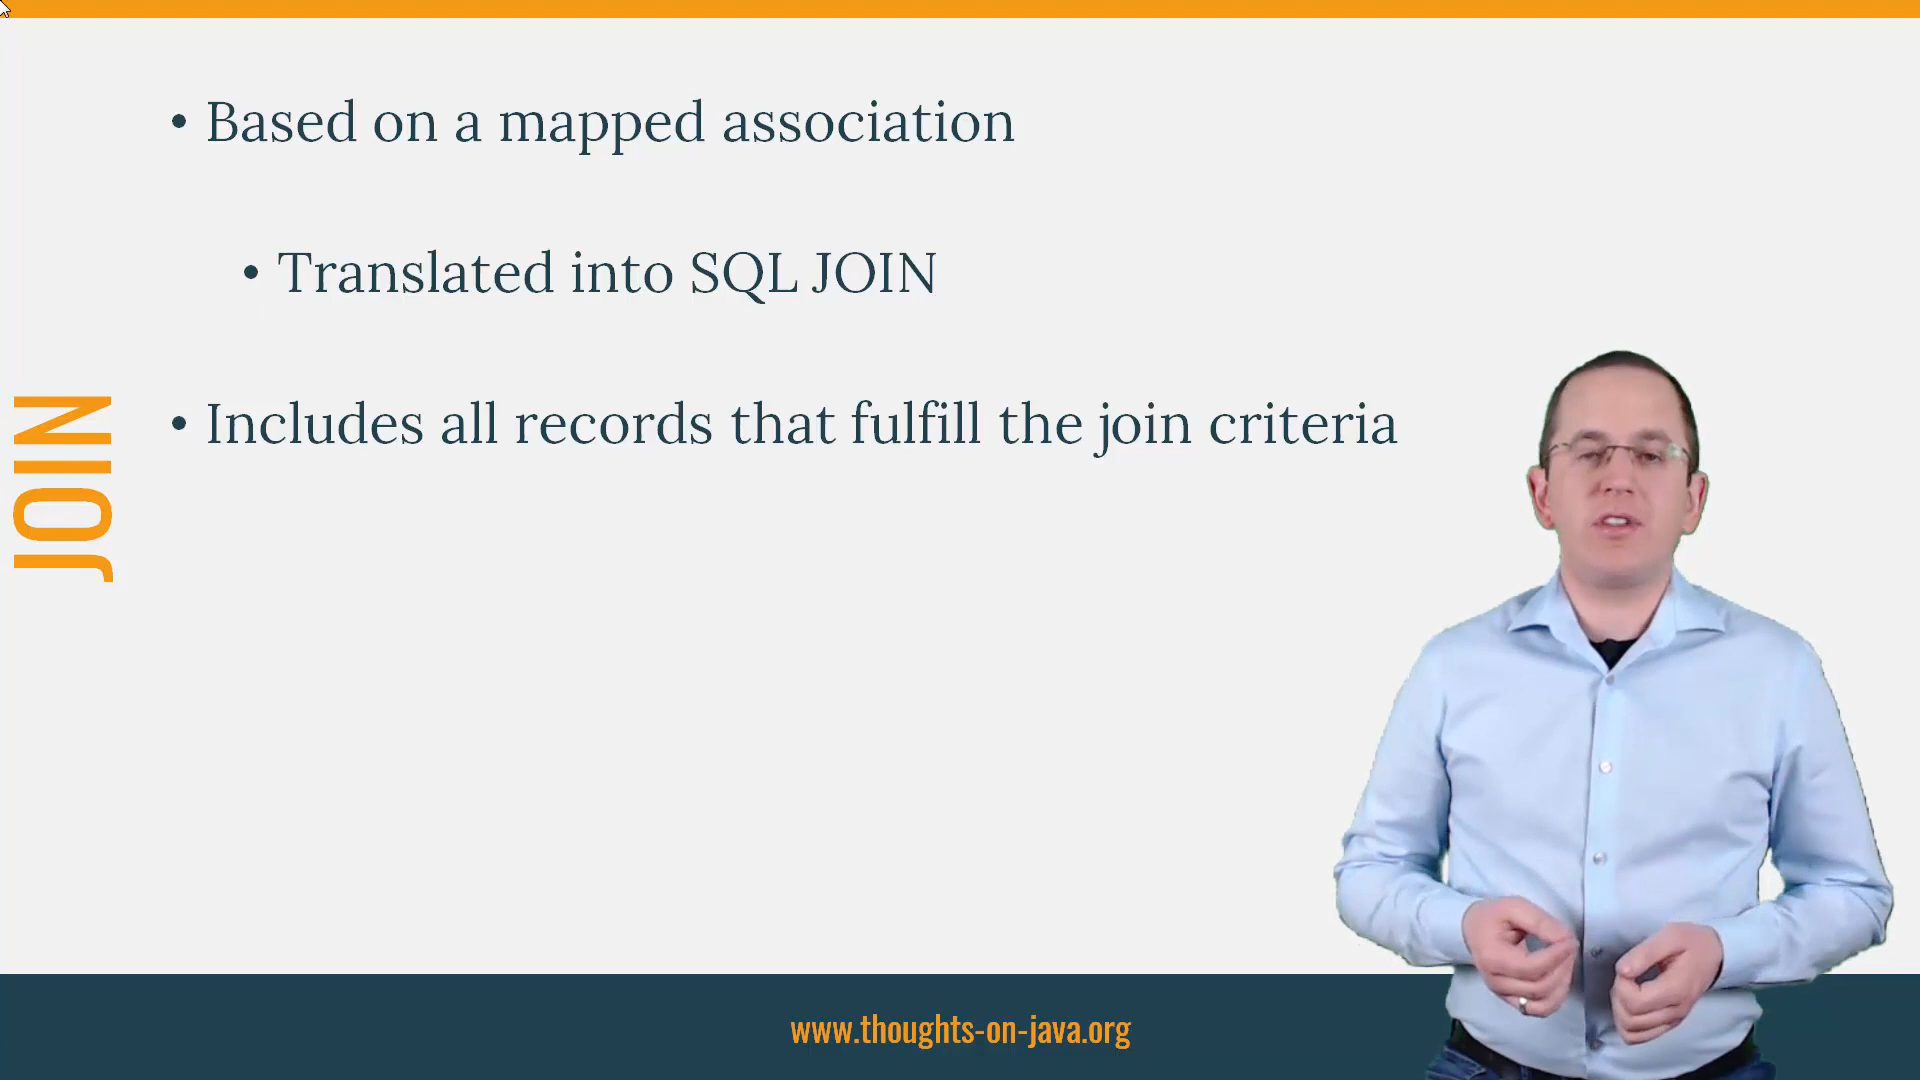 JOIN
• Based on a mapped association
• Translated into SQL JOIN
• Includes all records that fulfill the join criteria
www.thoughts-on-java.org